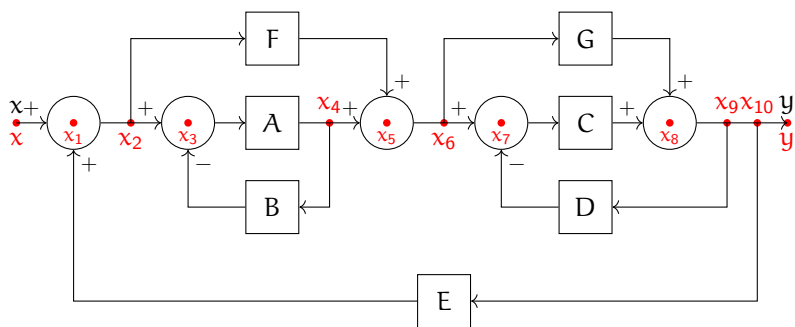 F G
x + + x₄ + + + + x₉ x₁₀ y
x x₁ x₂ x₃ A x₅ x₆ x₇ C + x₈ y
+ − B − D
E